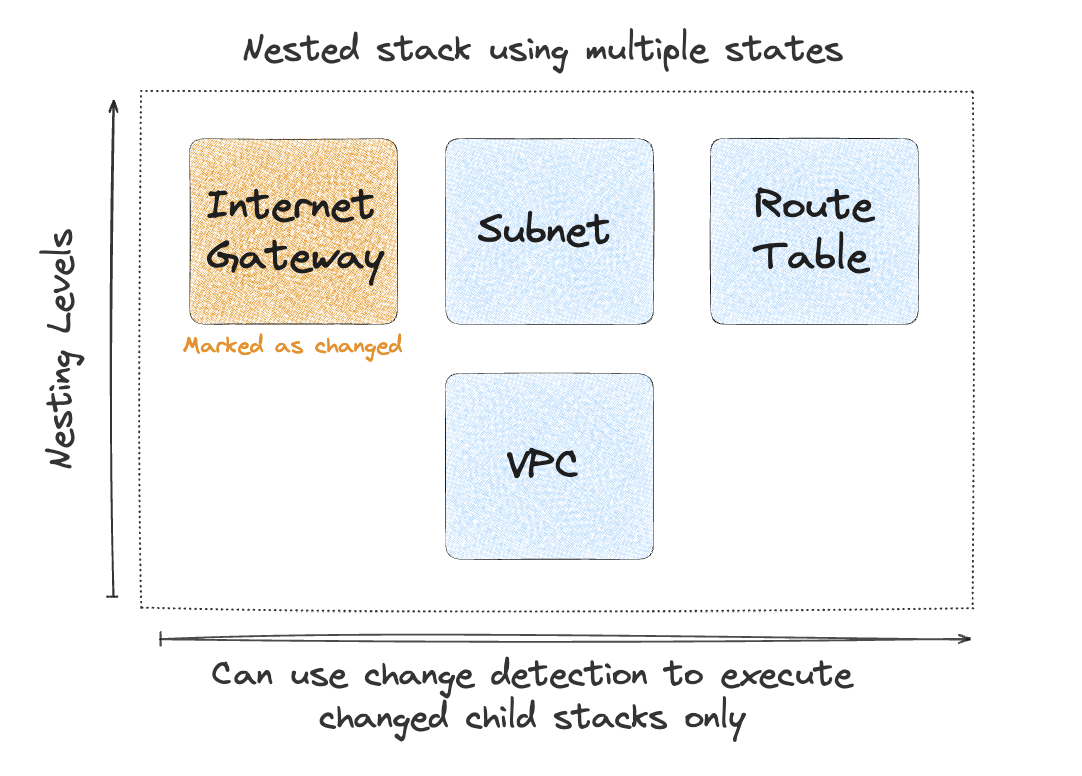 Nested stack using multiple states
Nesting Levels
Internet
Gateway
Subnet
Route
Table
Marked as changed
VPC
Can use change detection to execute
changed child stacks only